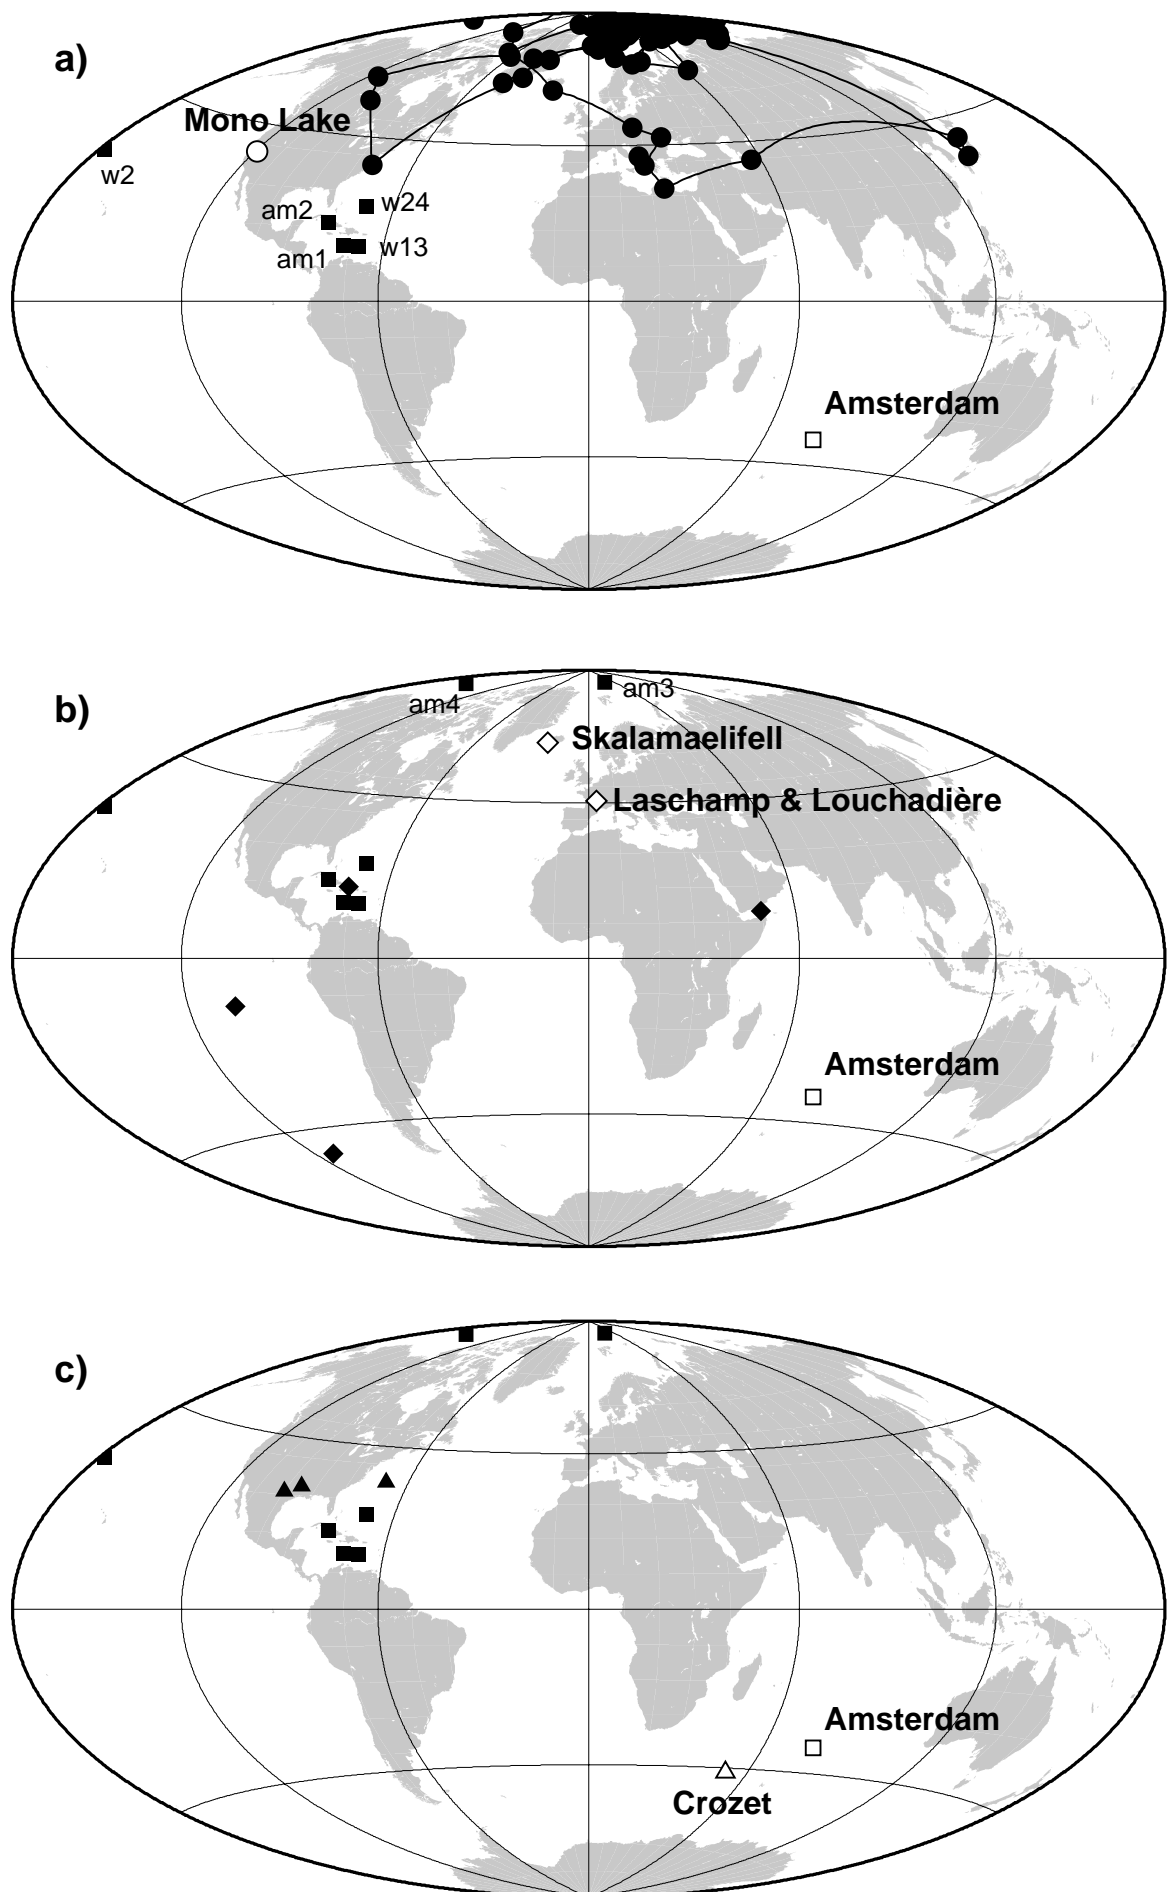 a)
Mono Lake
w2
am2
w24
am1
w13
Amsterdam
b)
am4
am3
Skalamaelifell
Laschamp & Louchadière
Amsterdam
c)
Amsterdam
Crozet